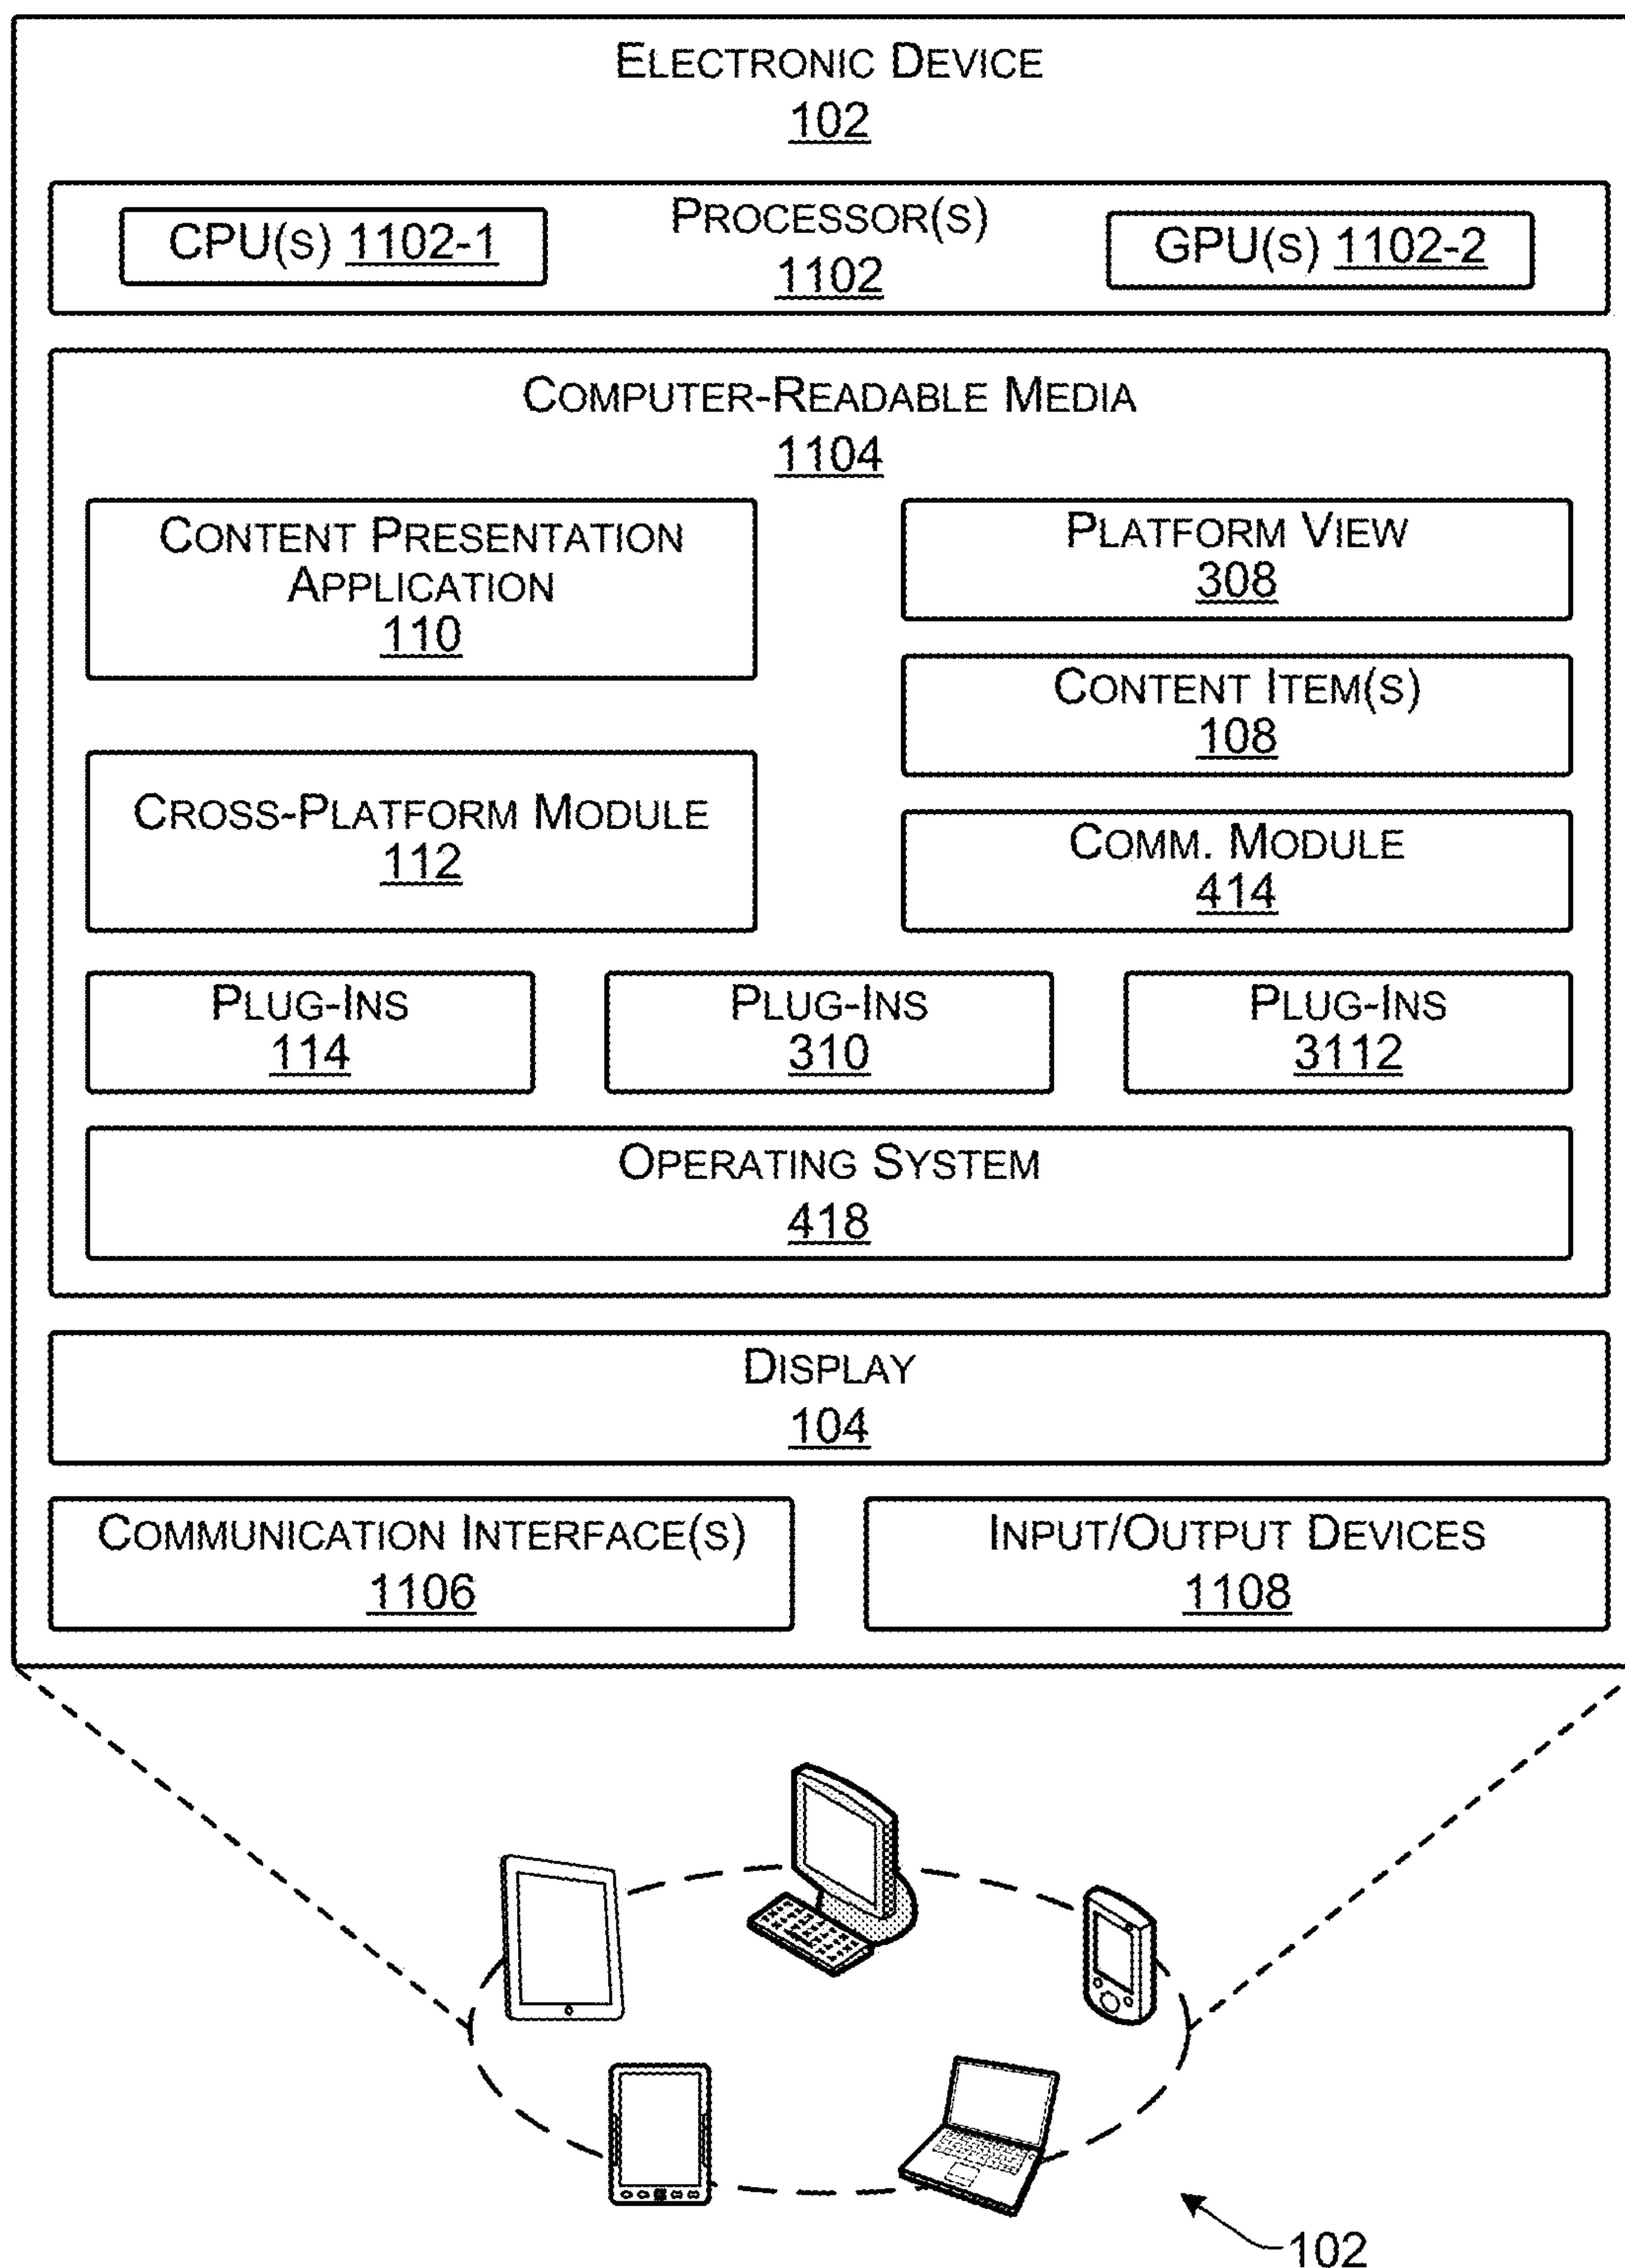 ELECTRONIC DEVICE
102
PROCESSOR(S)
1102
CPU(S) 1102-1
GPU(S) 1102-2
COMPUTER-READABLE MEDIA
1104
CONTENT PRESENTATION
APPLICATION
110
PLATFORM VIEW
308
CONTENT ITEM(S)
108
CROSS-PLATFORM MODULE
112
COMM. MODULE
414
PLUG-INS
114
PLUG-INS
310
PLUG-INS
3112
OPERATING SYSTEM
418
DISPLAY
104
COMMUNICATION INTERFACE(S)
1106
INPUT/OUTPUT DEVICES
1108
102